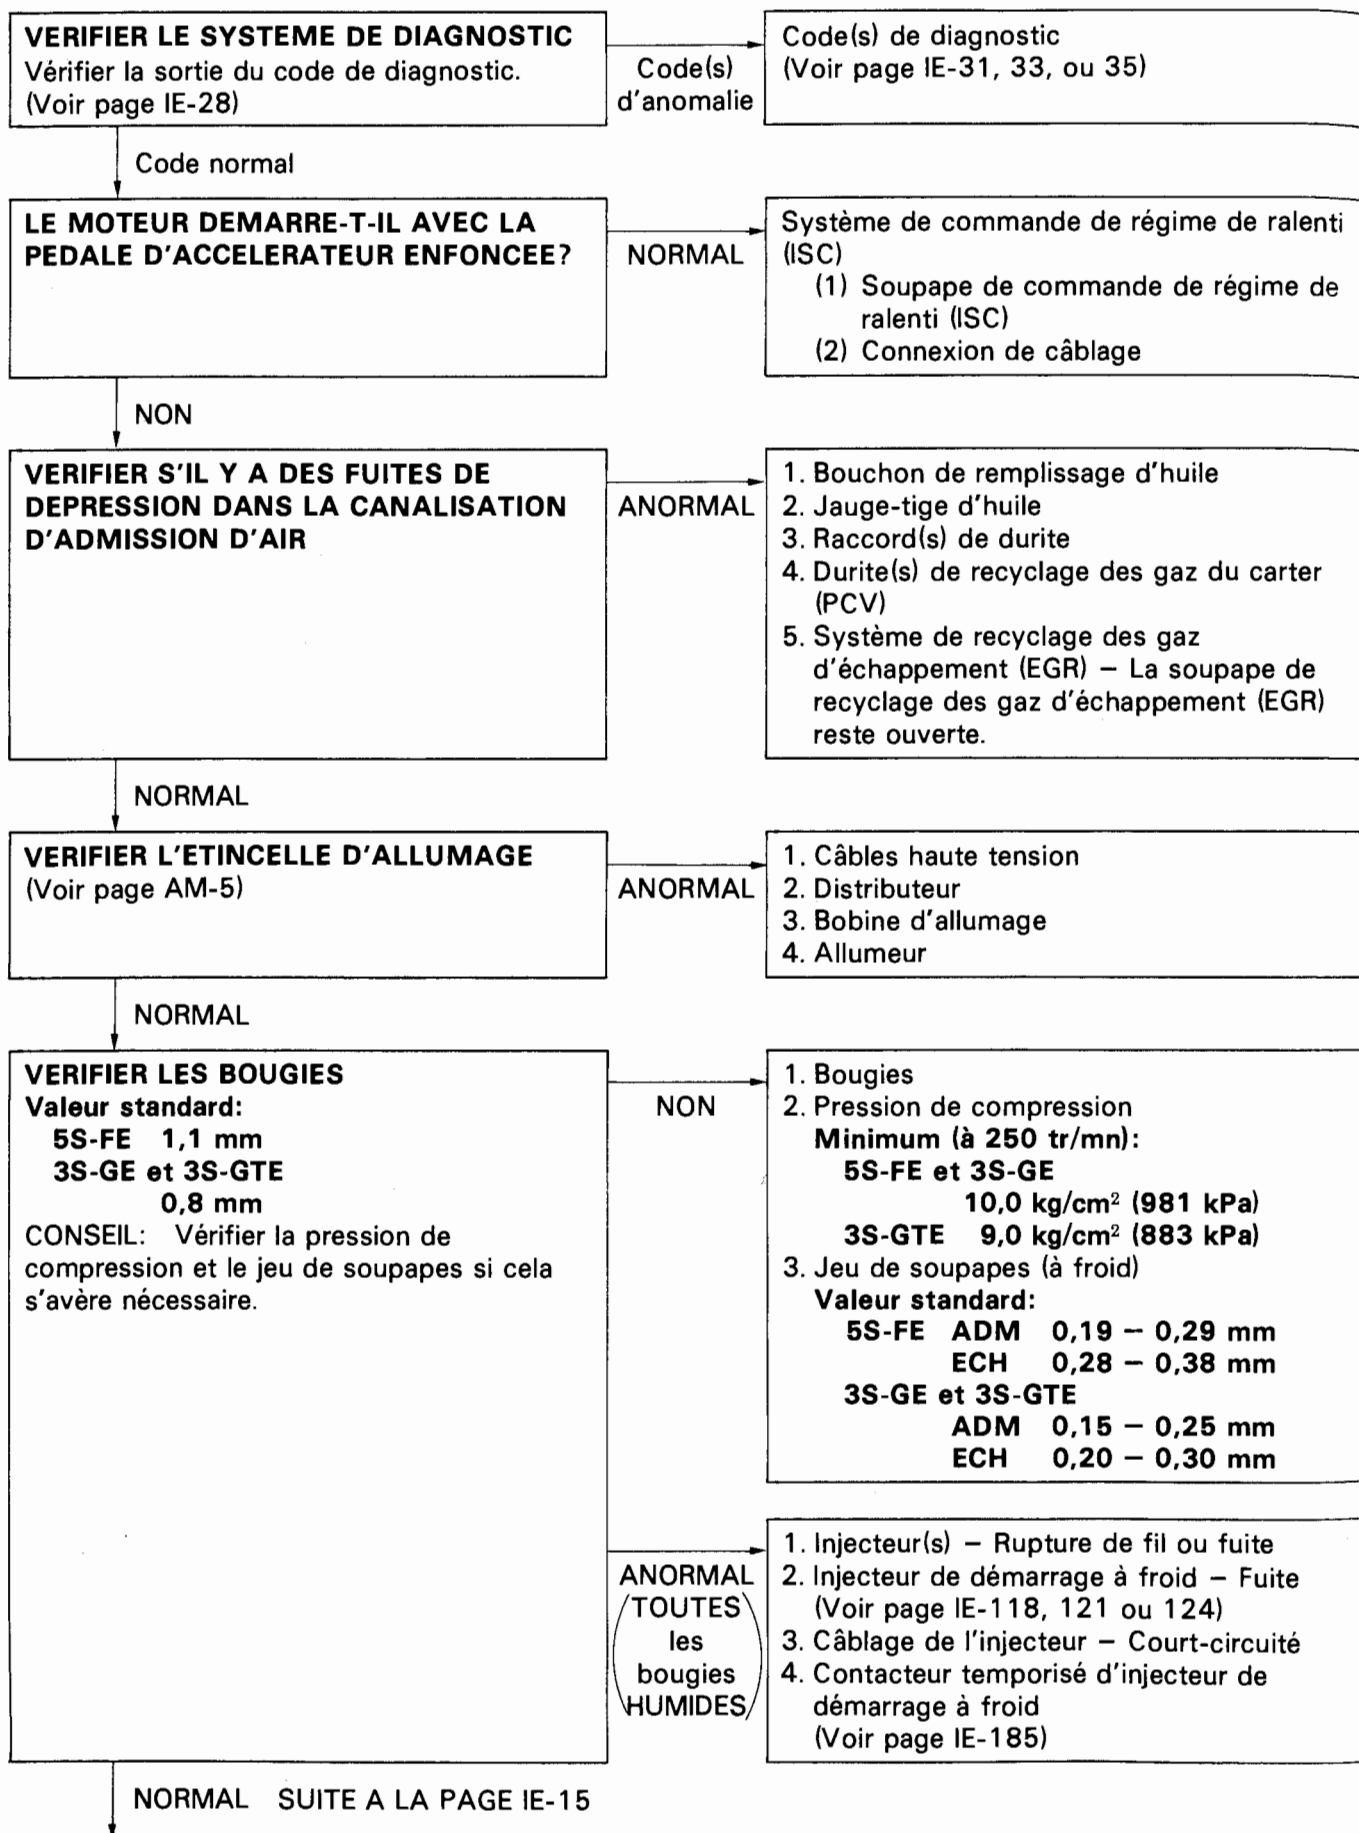 VERIFIER LE SYSTEME DE DIAGNOSTIC
Vérifier la sortie du code de diagnostic.
(Voir page IE-28)
Code(s)
d'anomalie
Code(s) de diagnostic
(Voir page IE-31, 33, ou 35)
Code normal
LE MOTEUR DEMARRE-T-IL AVEC LA
PEDALE D'ACCELERATEUR ENFONCEE?
NORMAL
Système de commande de régime de ralenti
(ISC)
(1) Soupape de commande de régime de
ralenti (ISC)
(2) Connexion de câblage
NON
VERIFIER S'IL Y A DES FUITES DE
DEPRESSION DANS LA CANALISATION
D'ADMISSION D'AIR
ANORMAL
1. Bouchon de remplissage d'huile
2. Jauge-tige d'huile
3. Raccord(s) de durite
4. Durite(s) de recyclage des gaz du carter
(PCV)
5. Système de recyclage des gaz
d'échappement (EGR) — La soupape de
recyclage des gaz d'échappement (EGR)
reste ouverte.
NORMAL
VERIFIER L'ETINCELLE D'ALLUMAGE
(Voir page AM-5)
ANORMAL
1. Câbles haute tension
2. Distributeur
3. Bobine d'allumage
4. Allumeur
NORMAL
VERIFIER LES BOUGIES
Valeur standard:
5S-FE 1,1 mm
3S-GE et 3S-GTE
0,8 mm
CONSEIL: Vérifier la pression de
compression et le jeu de soupapes si cela
s'avère nécessaire.
NON
1. Bougies
2. Pression de compression
Minimum (à 250 tr/mn):
5S-FE et 3S-GE
10,0 kg/cm² (981 kPa)
3S-GTE 9,0 kg/cm² (883 kPa)
3. Jeu de soupapes (à froid)
Valeur standard:
5S-FE ADM 0,19 — 0,29 mm
ECH 0,28 — 0,38 mm
3S-GE et 3S-GTE
ADM 0,15 — 0,25 mm
ECH 0,20 — 0,30 mm
ANORMAL
(TOUTES
les
bougies
HUMIDES)
1. Injecteur(s) — Rupture de fil ou fuite
2. Injecteur de démarrage à froid — Fuite
(Voir page IE-118, 121 ou 124)
3. Câblage de l'injecteur — Court-circuité
4. Contacteur temporisé d'injecteur de
démarrage à froid
(Voir page IE-185)
NORMAL SUITE A LA PAGE IE-15